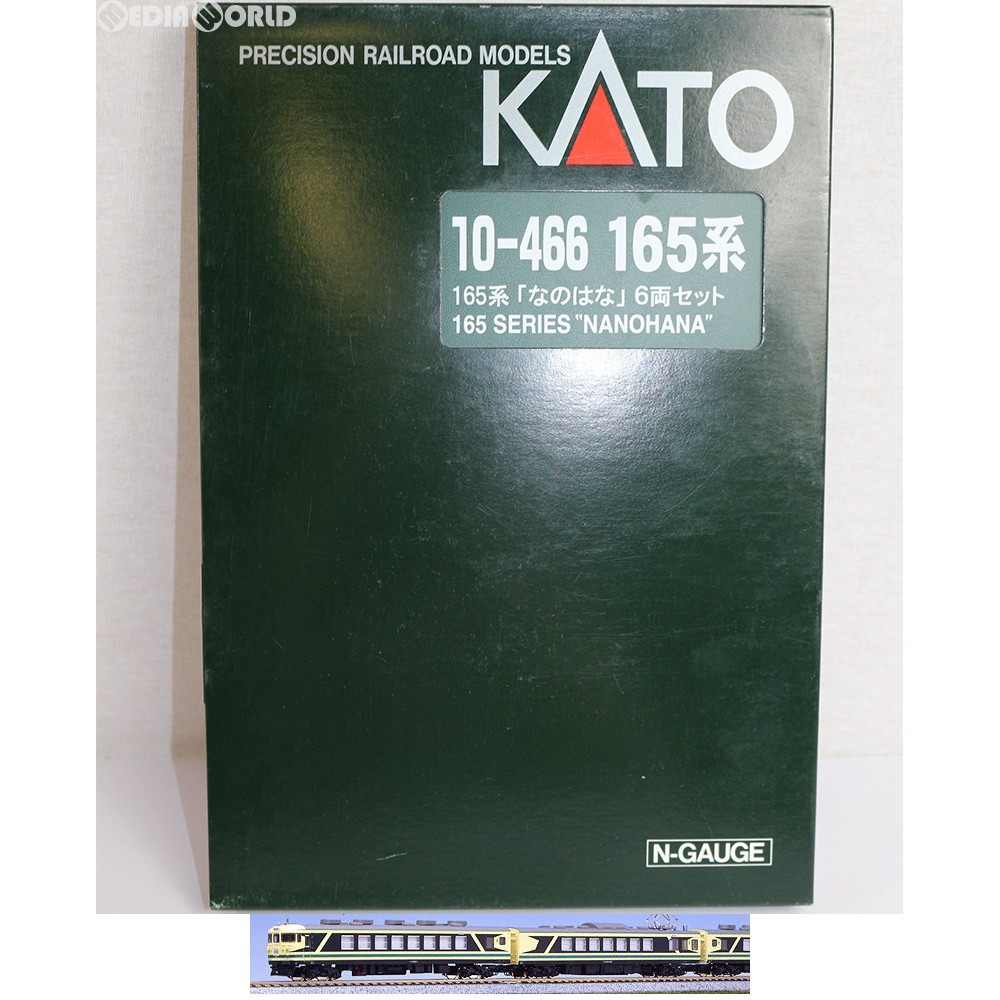 MEDIAWORLD
PRECISION RAILROAD MODELS
KATO
10-466 165系
165系「なのはな」6両セット
165 SERIES "NANOHANA"
N-GAUGE